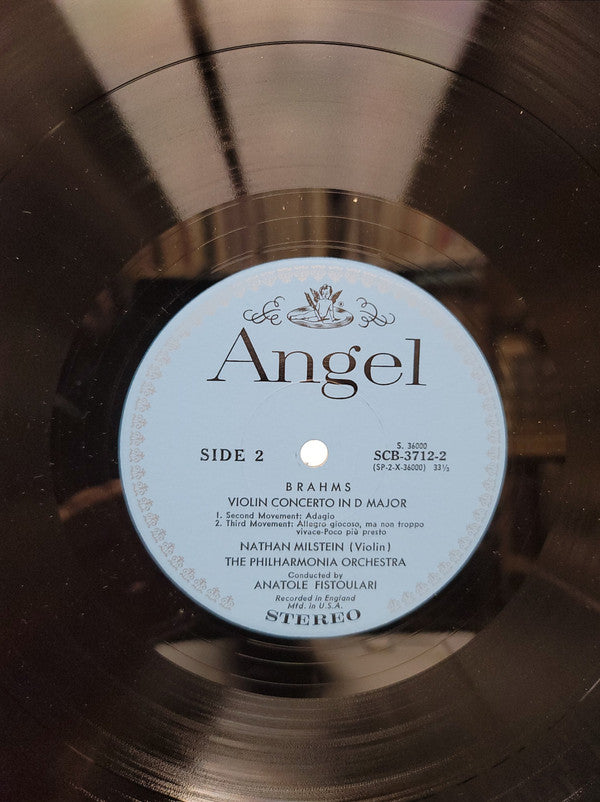 Angel
SIDE 2
S. 36000
SCB-3712-2
(SP-2-X-36000) 33⅓
BRAHMS
VIOLIN CONCERTO IN D MAJOR
1. Second Movement: Adagio
2. Third Movement: Allegro giocoso, ma non troppo
vivace-Poco più presto
NATHAN MILSTEIN (Violin)
THE PHILHARMONIA ORCHESTRA
Conducted by
ANATOLE FISTOULARI
Recorded in England
Mfd. in U.S.A.
STEREO